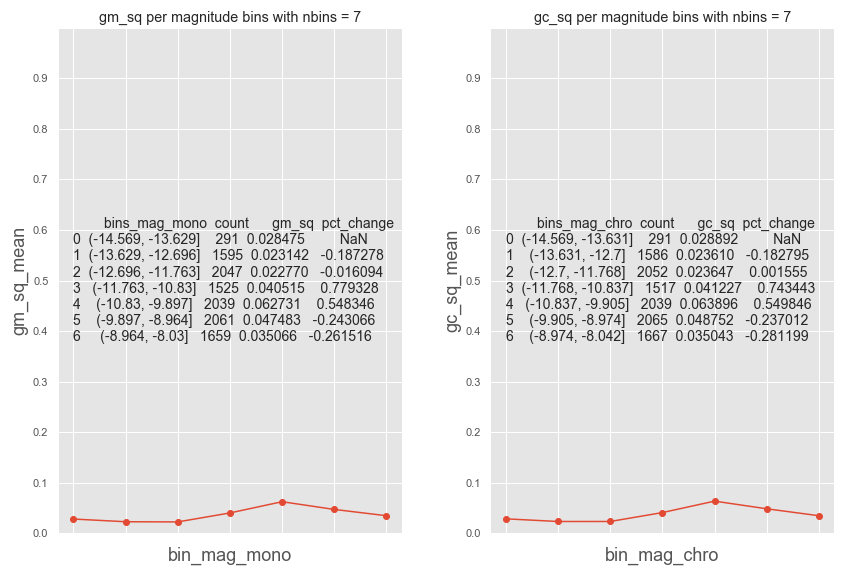 gm_sq per magnitude bins with nbins = 7
0.9
0.8
0.7
0.6
0.5
0.4
0.3
0.2
0.1
0.0
gm_sq_mean
bins_mag_mono count gm_sq pct_change
0 (-14.569, -13.629] 291 0.028475 NaN
1 (-13.629, -12.696] 1595 0.023142 -0.187278
2 (-12.696, -11.763] 2047 0.022770 -0.016094
3 (-11.763, -10.83] 1525 0.040515 0.779328
4 (-10.83, -9.897] 2039 0.062731 0.548346
5 (-9.897, -8.964] 2061 0.047483 -0.243066
6 (-8.964, -8.03] 1659 0.035066 -0.261516
bin_mag_mono
gc_sq per magnitude bins with nbins = 7
0.9
0.8
0.7
0.6
0.5
0.4
0.3
0.2
0.1
0.0
gc_sq_mean
bins_mag_chro count gc_sq pct_change
0 (-14.569, -13.631] 291 0.028892 NaN
1 (-13.631, -12.7] 1586 0.023610 -0.182795
2 (-12.7, -11.768] 2052 0.023647 0.001555
3 (-11.768, -10.837] 1517 0.041227 0.743443
4 (-10.837, -9.905] 2039 0.063896 0.549846
5 (-9.905, -8.974] 2065 0.048752 -0.237012
6 (-8.974, -8.042] 1667 0.035043 -0.281199
bin_mag_chro